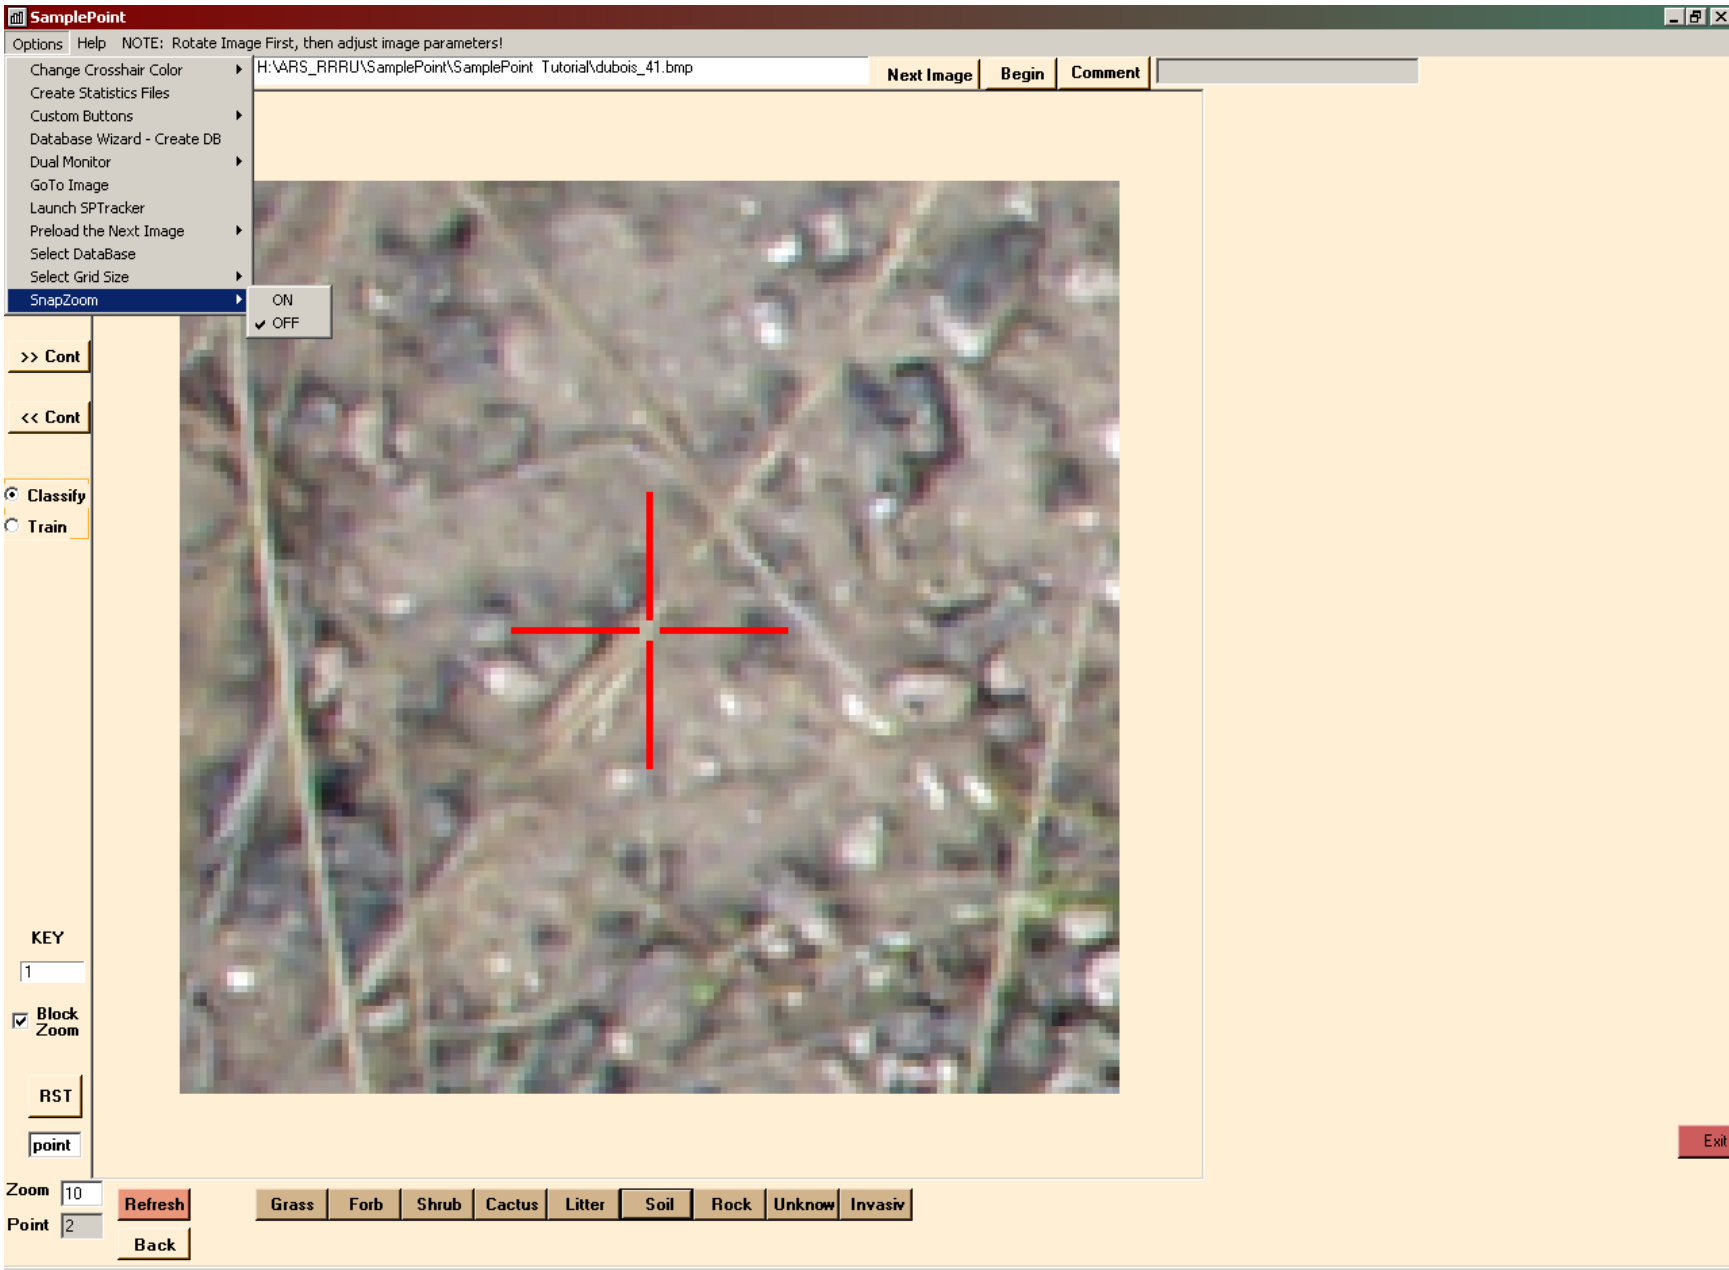 SamplePoint
Options Help NOTE: Rotate Image First, then adjust image parameters!
Change Crosshair Color
Create Statistics Files
Custom Buttons
Database Wizard - Create DB
Dual Monitor
GoTo Image
Launch SPTracker
Preload the Next Image
Select DataBase
Select Grid Size
SnapZoom
ON
OFF
H:\ARS_RRRU\SamplePoint\SamplePoint Tutorial\dubois_41.bmp
Next Image Begin Comment
>> Cont
<< Cont
Classify
Train
KEY
1
Block
Zoom
RST
point
Zoom 10
Point 2
Refresh
Back
Grass Forb Shrub Cactus Litter Soil Rock Unknow Invasiv
Exit